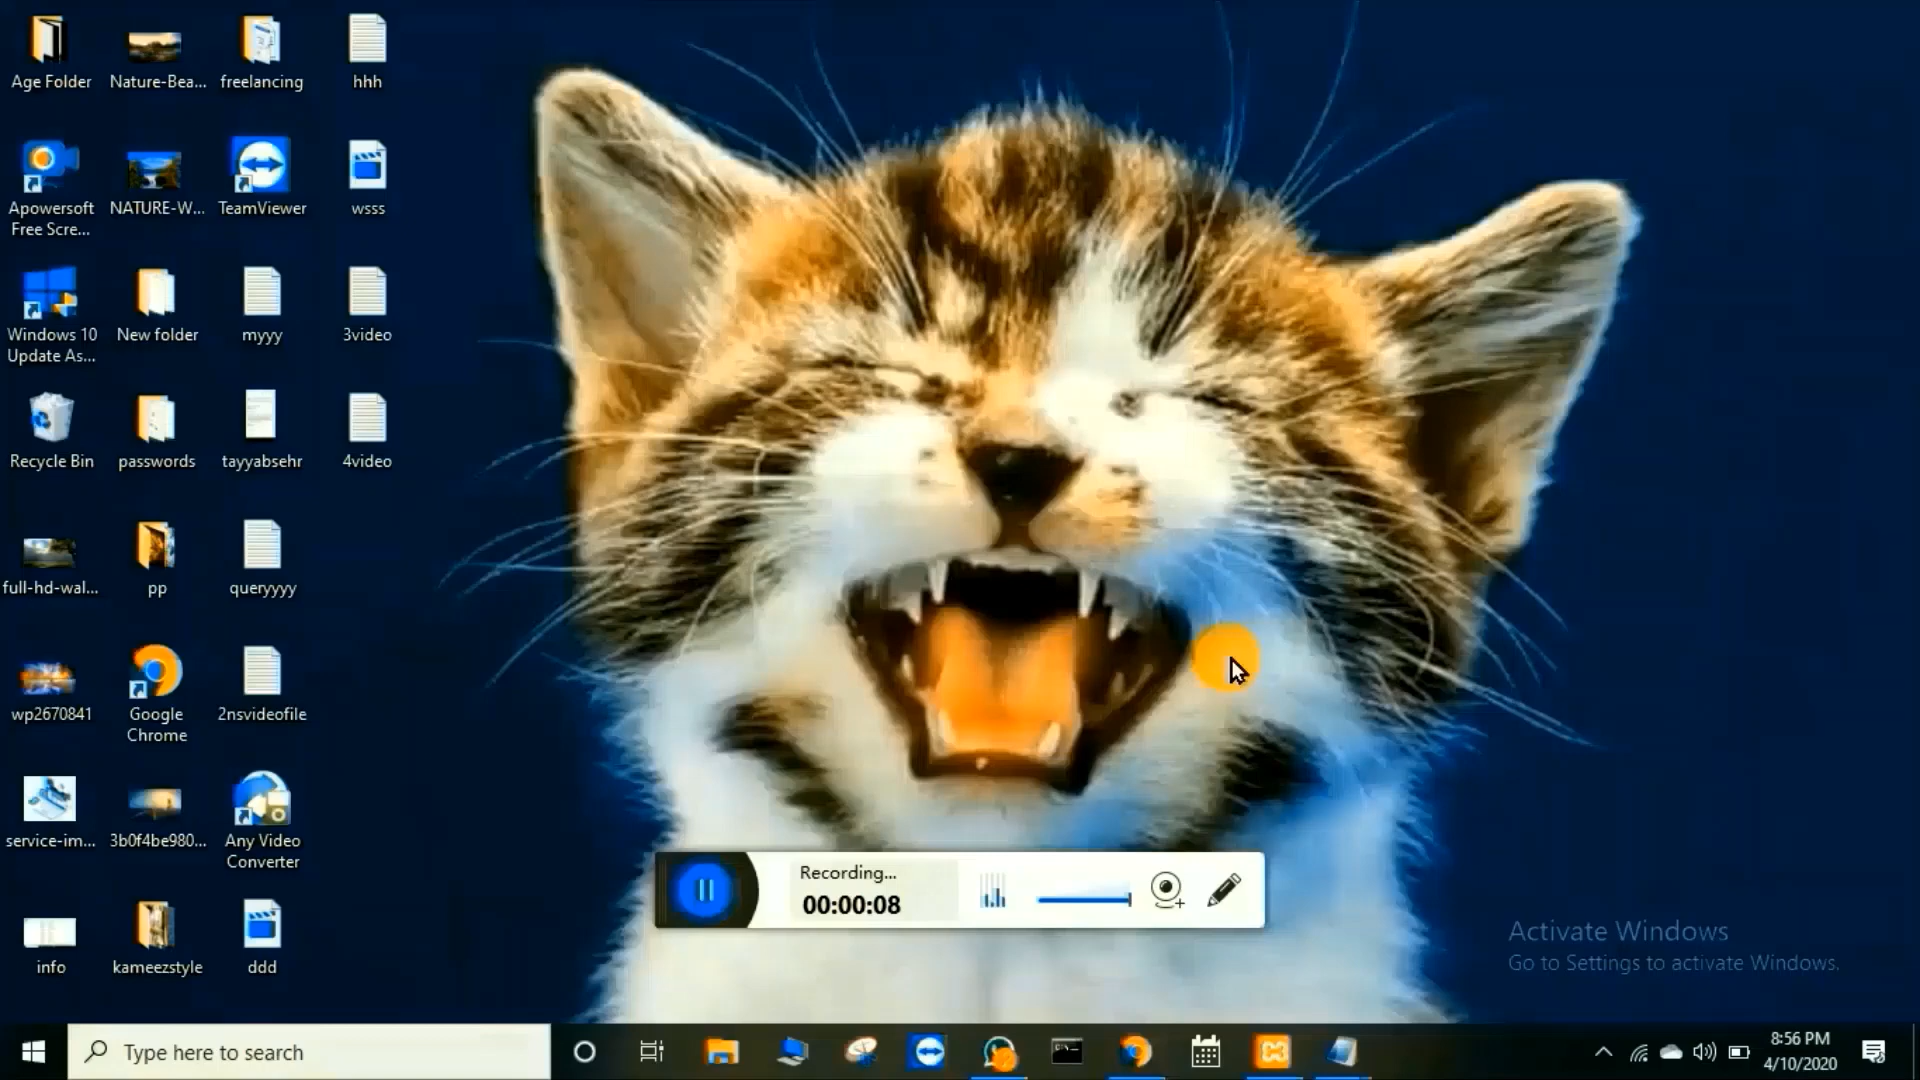 Age Folder
Nature-Bea...
freelancing
hhh
Apowersoft
Free Scre...
NATURE-W...
TeamViewer
wsss
Windows 10
Update As...
New folder
myyy
3video
Recycle Bin
passwords
tayyabsehr
4video
full-hd-wal...
pp
queryyyy
wp2670841
Google
Chrome
2nsvideofile
service-im...
3b0f4be980...
Any Video
Converter
info
kameezstyle
ddd
Recording...
00:00:08
Activate Windows
Go to Settings to activate Windows.
Type here to search
8:56 PM
4/10/2020